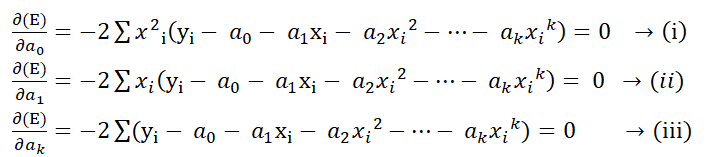 ∂(E)/∂a₀ = −2 ∑ x²ᵢ(yᵢ − a₀ − a₁xᵢ − a₂xᵢ² − ⋯ − aₖxᵢᵏ) = 0 → (i)
∂(E)/∂a₁ = −2 ∑ xᵢ(yᵢ − a₀ − a₁xᵢ − a₂xᵢ² − ⋯ − aₖxᵢᵏ) = 0 → (ii)
∂(E)/∂aₖ = −2 ∑(yᵢ − a₀ − a₁xᵢ − a₂xᵢ² − ⋯ − aₖxᵢᵏ) = 0 → (iii)